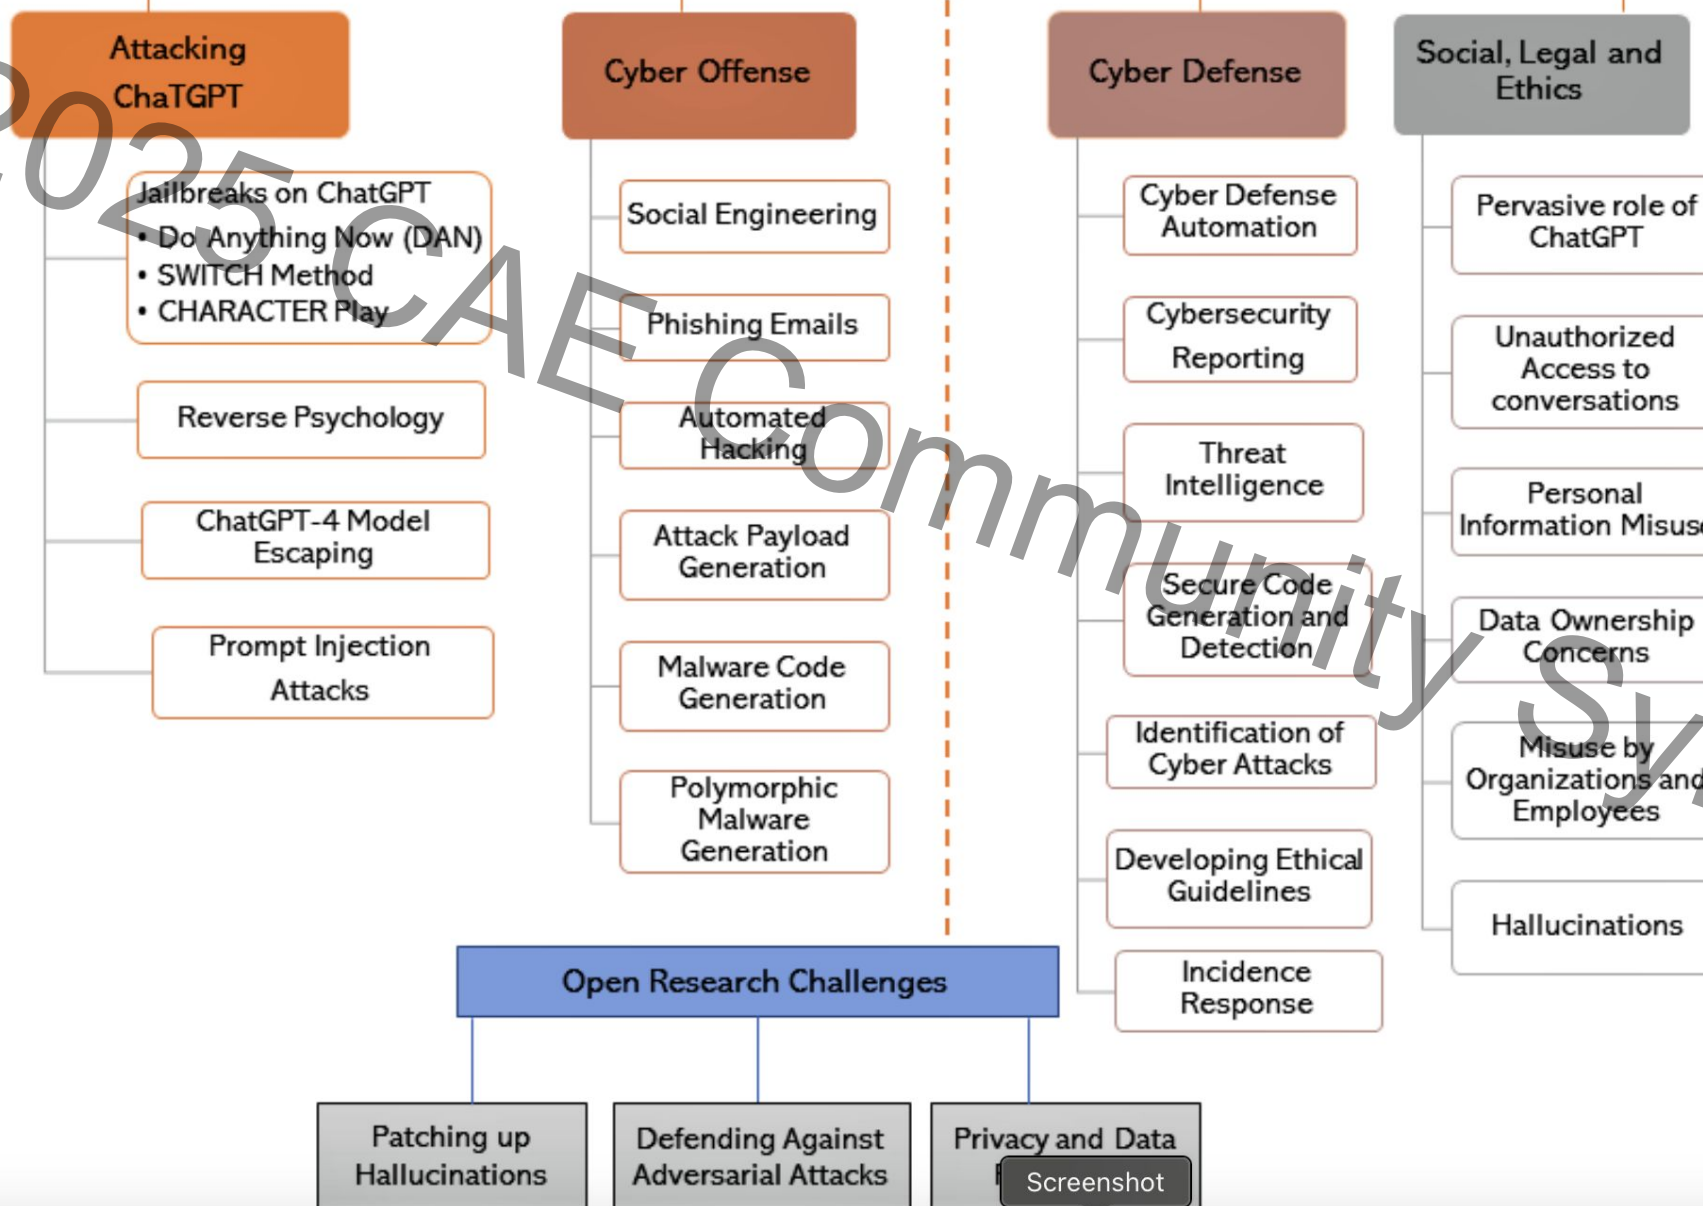 Attacking
ChaTGPT
Jailbreaks on ChatGPT
• Do Anything Now (DAN)
• SWITCH Method
• CHARACTER Play
Reverse Psychology
ChatGPT-4 Model
Escaping
Prompt Injection
Attacks
Cyber Offense
Social Engineering
Phishing Emails
Automated
Hacking
Attack Payload
Generation
Malware Code
Generation
Polymorphic
Malware
Generation
Cyber Defense
Cyber Defense
Automation
Cybersecurity
Reporting
Threat
Intelligence
Secure Code
Generation and
Detection
Identification of
Cyber Attacks
Developing Ethical
Guidelines
Incidence
Response
Social, Legal and
Ethics
Pervasive role of
ChatGPT
Unauthorized
Access to
conversations
Personal
Information Misuse
Data Ownership
Concerns
Misuse by
Organizations and
Employees
Hallucinations
Open Research Challenges
Patching up
Hallucinations
Defending Against
Adversarial Attacks
Privacy and Data
Screenshot
2025 CAE Community